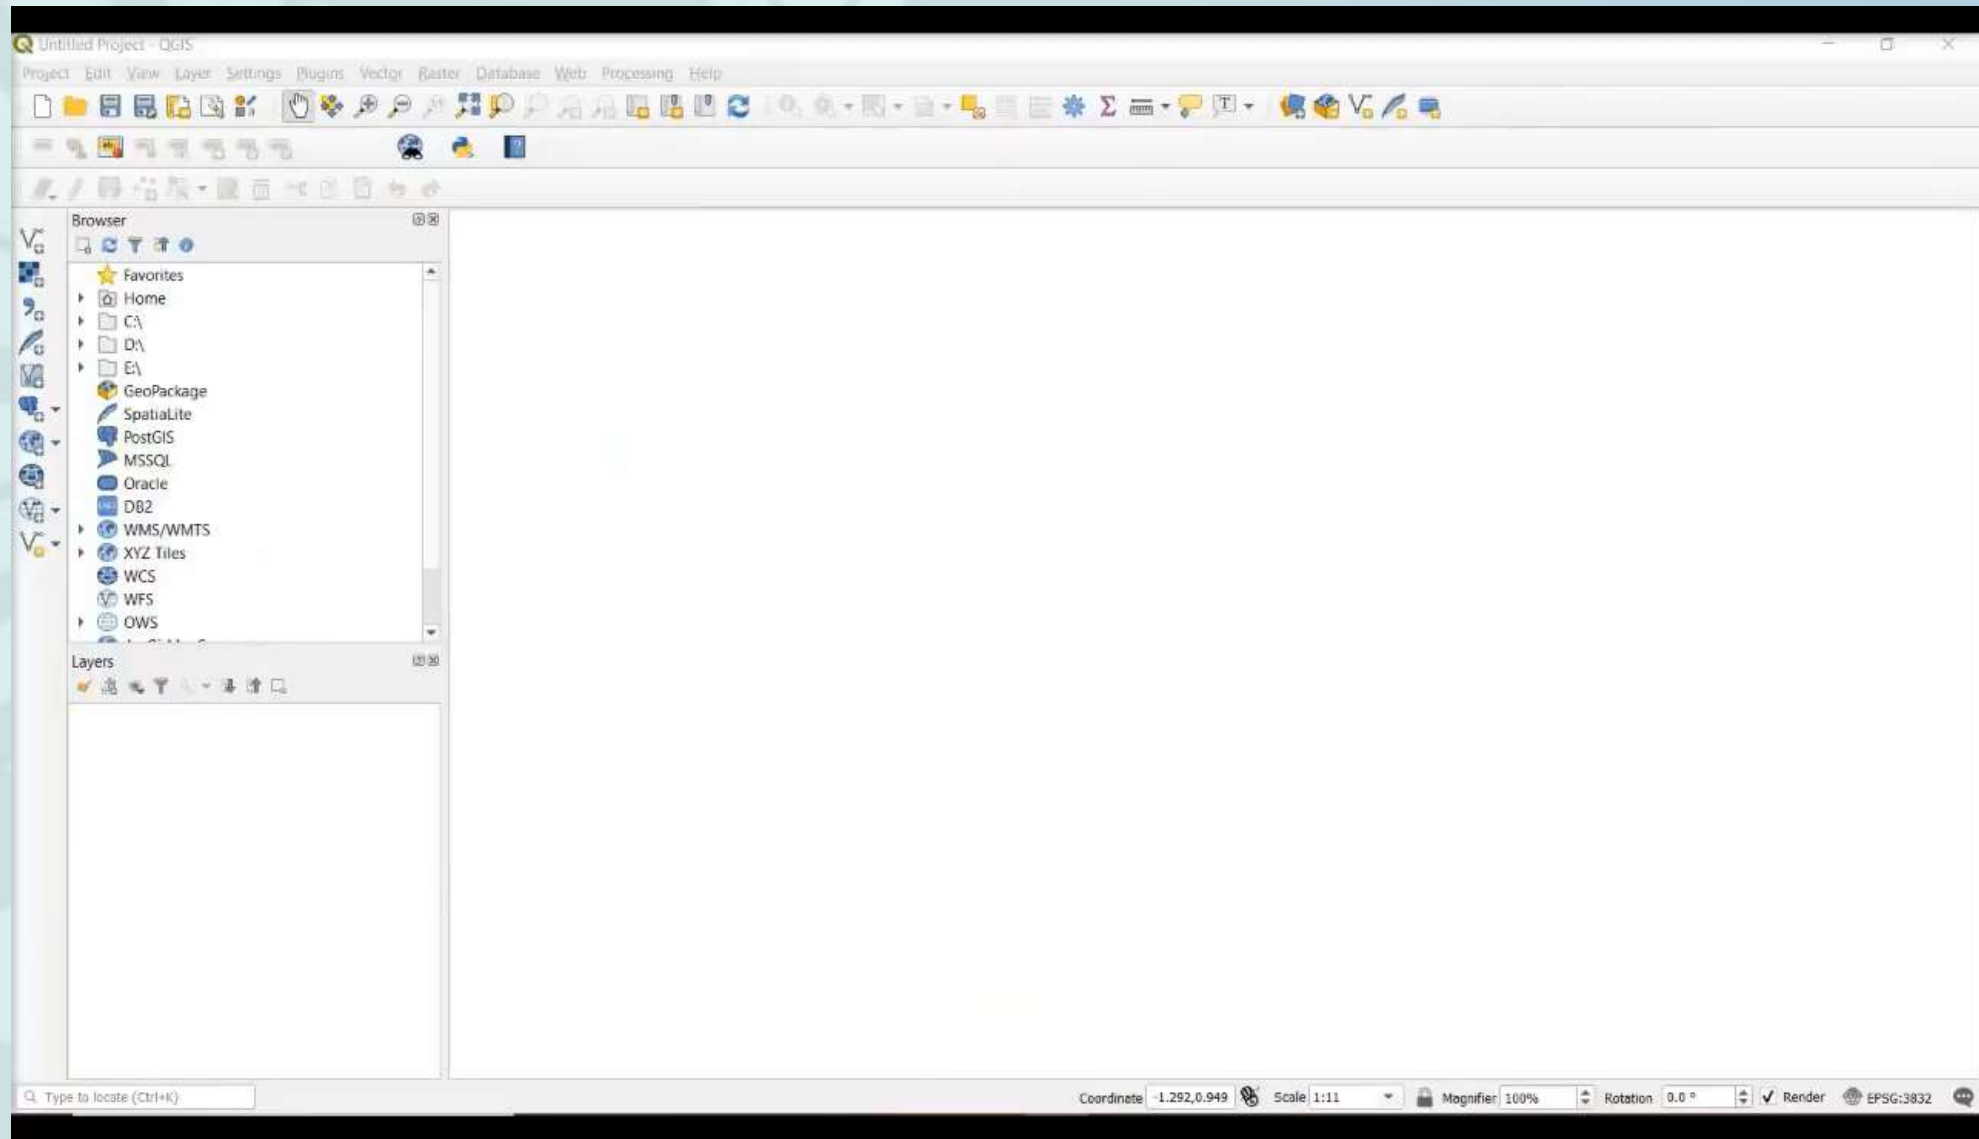 Untitled Project - QGIS
Project Edit View Layer Settings Plugins Vector Raster Database Web Processing Help
Browser
Favorites
Home
C:\
D:\
E:\
GeoPackage
SpatiaLite
PostGIS
MSSQL
Oracle
DB2
WMS/WMTS
XYZ Tiles
WCS
WFS
OWS
Layers
Type to locate (Ctrl+K)
Coordinate -1.292,0.949 Scale 1:11 Magnifier 100% Rotation 0.0 ° Render EPSG:3832